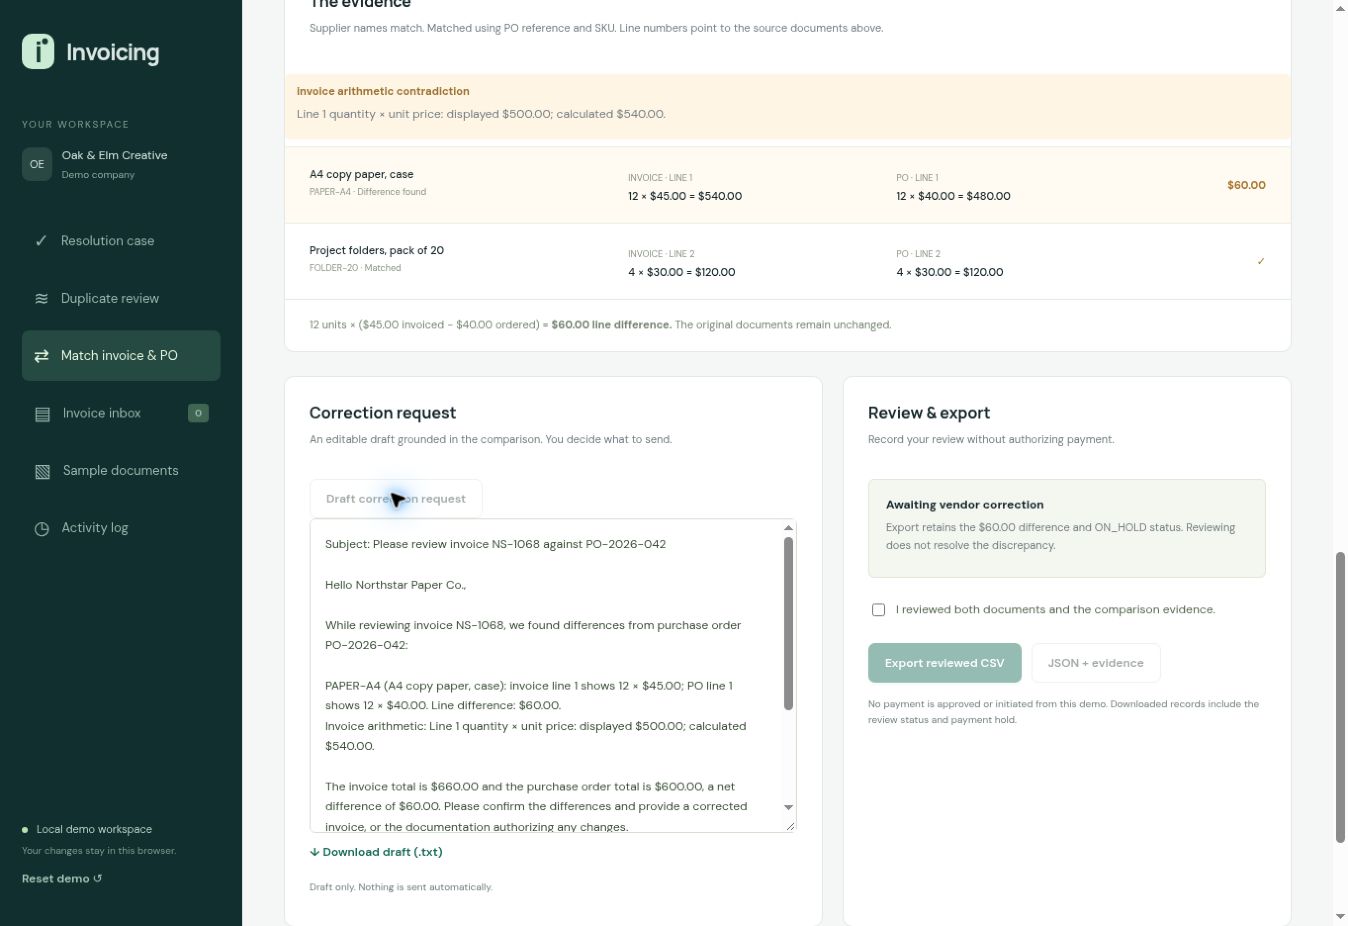 Invoicing
YOUR WORKSPACE
OE
Oak & Elm Creative
Demo company
✓ Resolution case
Duplicate review
Match invoice & PO
Invoice inbox 0
Sample documents
Activity log
Local demo workspace
Your changes stay in this browser.
Reset demo ↺
The evidence
Supplier names match. Matched using PO reference and SKU. Line numbers point to the source documents above.
Invoice arithmetic contradiction
Line 1 quantity × unit price: displayed $500.00; calculated $540.00.
A4 copy paper, case
PAPER-A4 · Difference found
INVOICE · LINE 1
12 × $45.00 = $540.00
PO · LINE 1
12 × $40.00 = $480.00
$60.00
Project folders, pack of 20
FOLDER-20 · Matched
INVOICE · LINE 2
4 × $30.00 = $120.00
PO · LINE 2
4 × $30.00 = $120.00
✓
12 units × ($45.00 invoiced − $40.00 ordered) = $60.00 line difference. The original documents remain unchanged.
Correction request
An editable draft grounded in the comparison. You decide what to send.
Draft correction request
Subject: Please review invoice NS-1068 against PO-2026-042
Hello Northstar Paper Co.,
While reviewing invoice NS-1068, we found differences from purchase order
PO-2026-042:
PAPER-A4 (A4 copy paper, case): invoice line 1 shows 12 × $45.00; PO line 1
shows 12 × $40.00. Line difference: $60.00.
Invoice arithmetic: Line 1 quantity × unit price: displayed $500.00; calculated
$540.00.
The invoice total is $660.00 and the purchase order total is $600.00, a net
difference of $60.00. Please confirm the differences and provide a corrected
invoice, or the documentation authorizing any changes.
↓ Download draft (.txt)
Draft only. Nothing is sent automatically.
Review & export
Record your review without authorizing payment.
Awaiting vendor correction
Export retains the $60.00 difference and ON_HOLD status. Reviewing
does not resolve the discrepancy.
I reviewed both documents and the comparison evidence.
Export reviewed CSV
JSON + evidence
No payment is approved or initiated from this demo. Downloaded records include the
review status and payment hold.